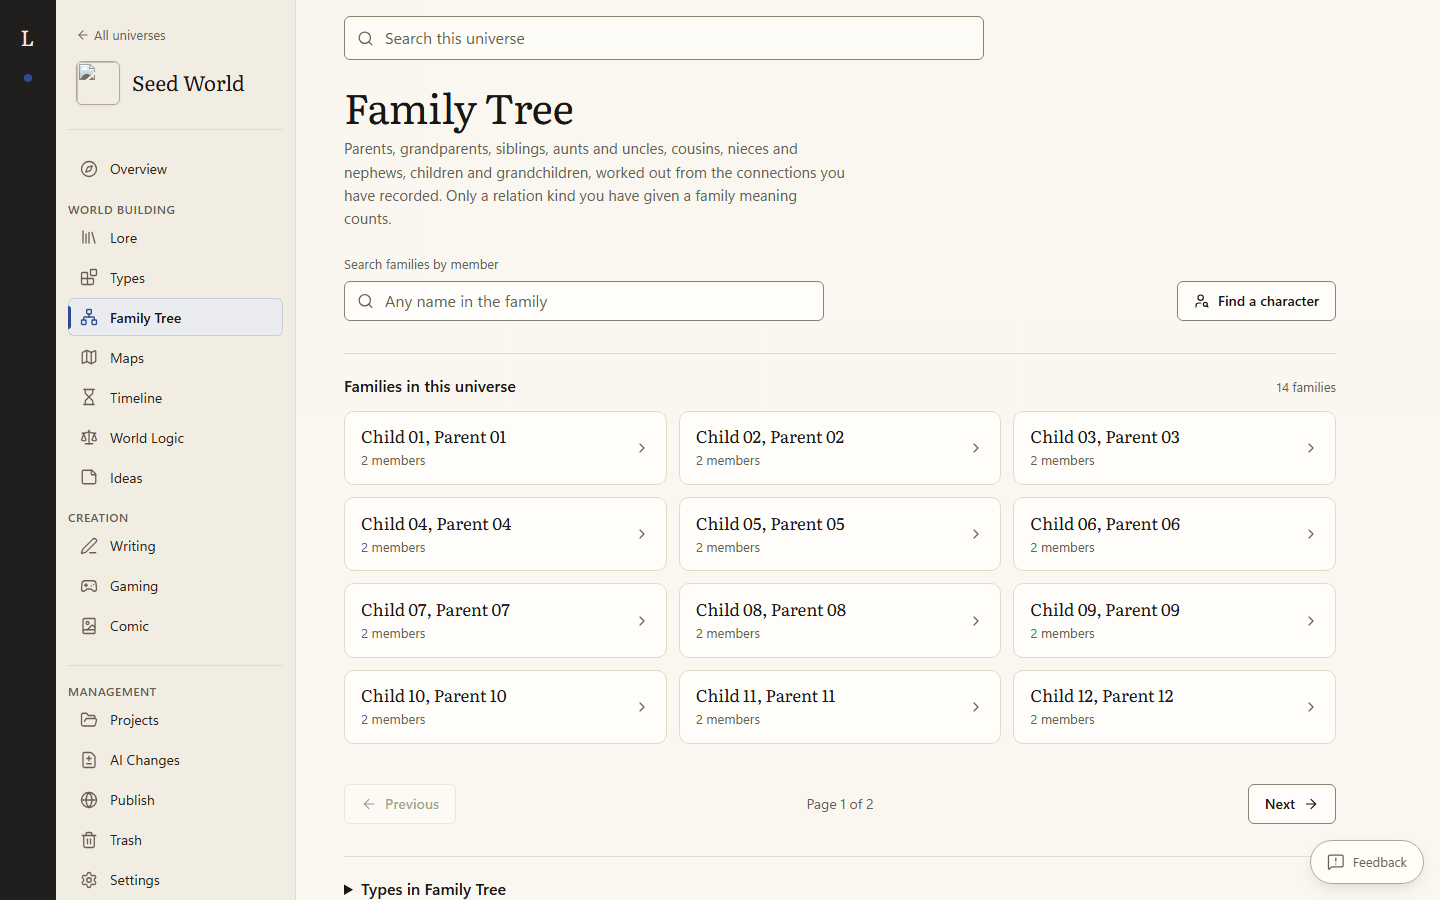 L
All universes
Seed World
Overview
WORLD BUILDING
Lore
Types
Family Tree
Maps
Timeline
World Logic
Ideas
CREATION
Writing
Gaming
Comic
MANAGEMENT
Projects
AI Changes
Publish
Trash
Settings
Search this universe
Family Tree
Parents, grandparents, siblings, aunts and uncles, cousins, nieces and
nephews, children and grandchildren, worked out from the connections you
have recorded. Only a relation kind you have given a family meaning
counts.
Search families by member
Any name in the family
Find a character
Families in this universe
14 families
Child 01, Parent 01
2 members
Child 02, Parent 02
2 members
Child 03, Parent 03
2 members
Child 04, Parent 04
2 members
Child 05, Parent 05
2 members
Child 06, Parent 06
2 members
Child 07, Parent 07
2 members
Child 08, Parent 08
2 members
Child 09, Parent 09
2 members
Child 10, Parent 10
2 members
Child 11, Parent 11
2 members
Child 12, Parent 12
2 members
Previous
Page 1 of 2
Next
Feedback
Types in Family Tree